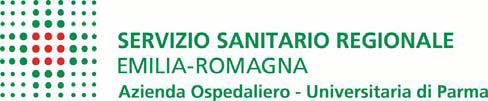 SERVIZIO SANITARIO REGIONALE
EMILIA-ROMAGNA
Azienda Ospedaliero - Universitaria di Parma